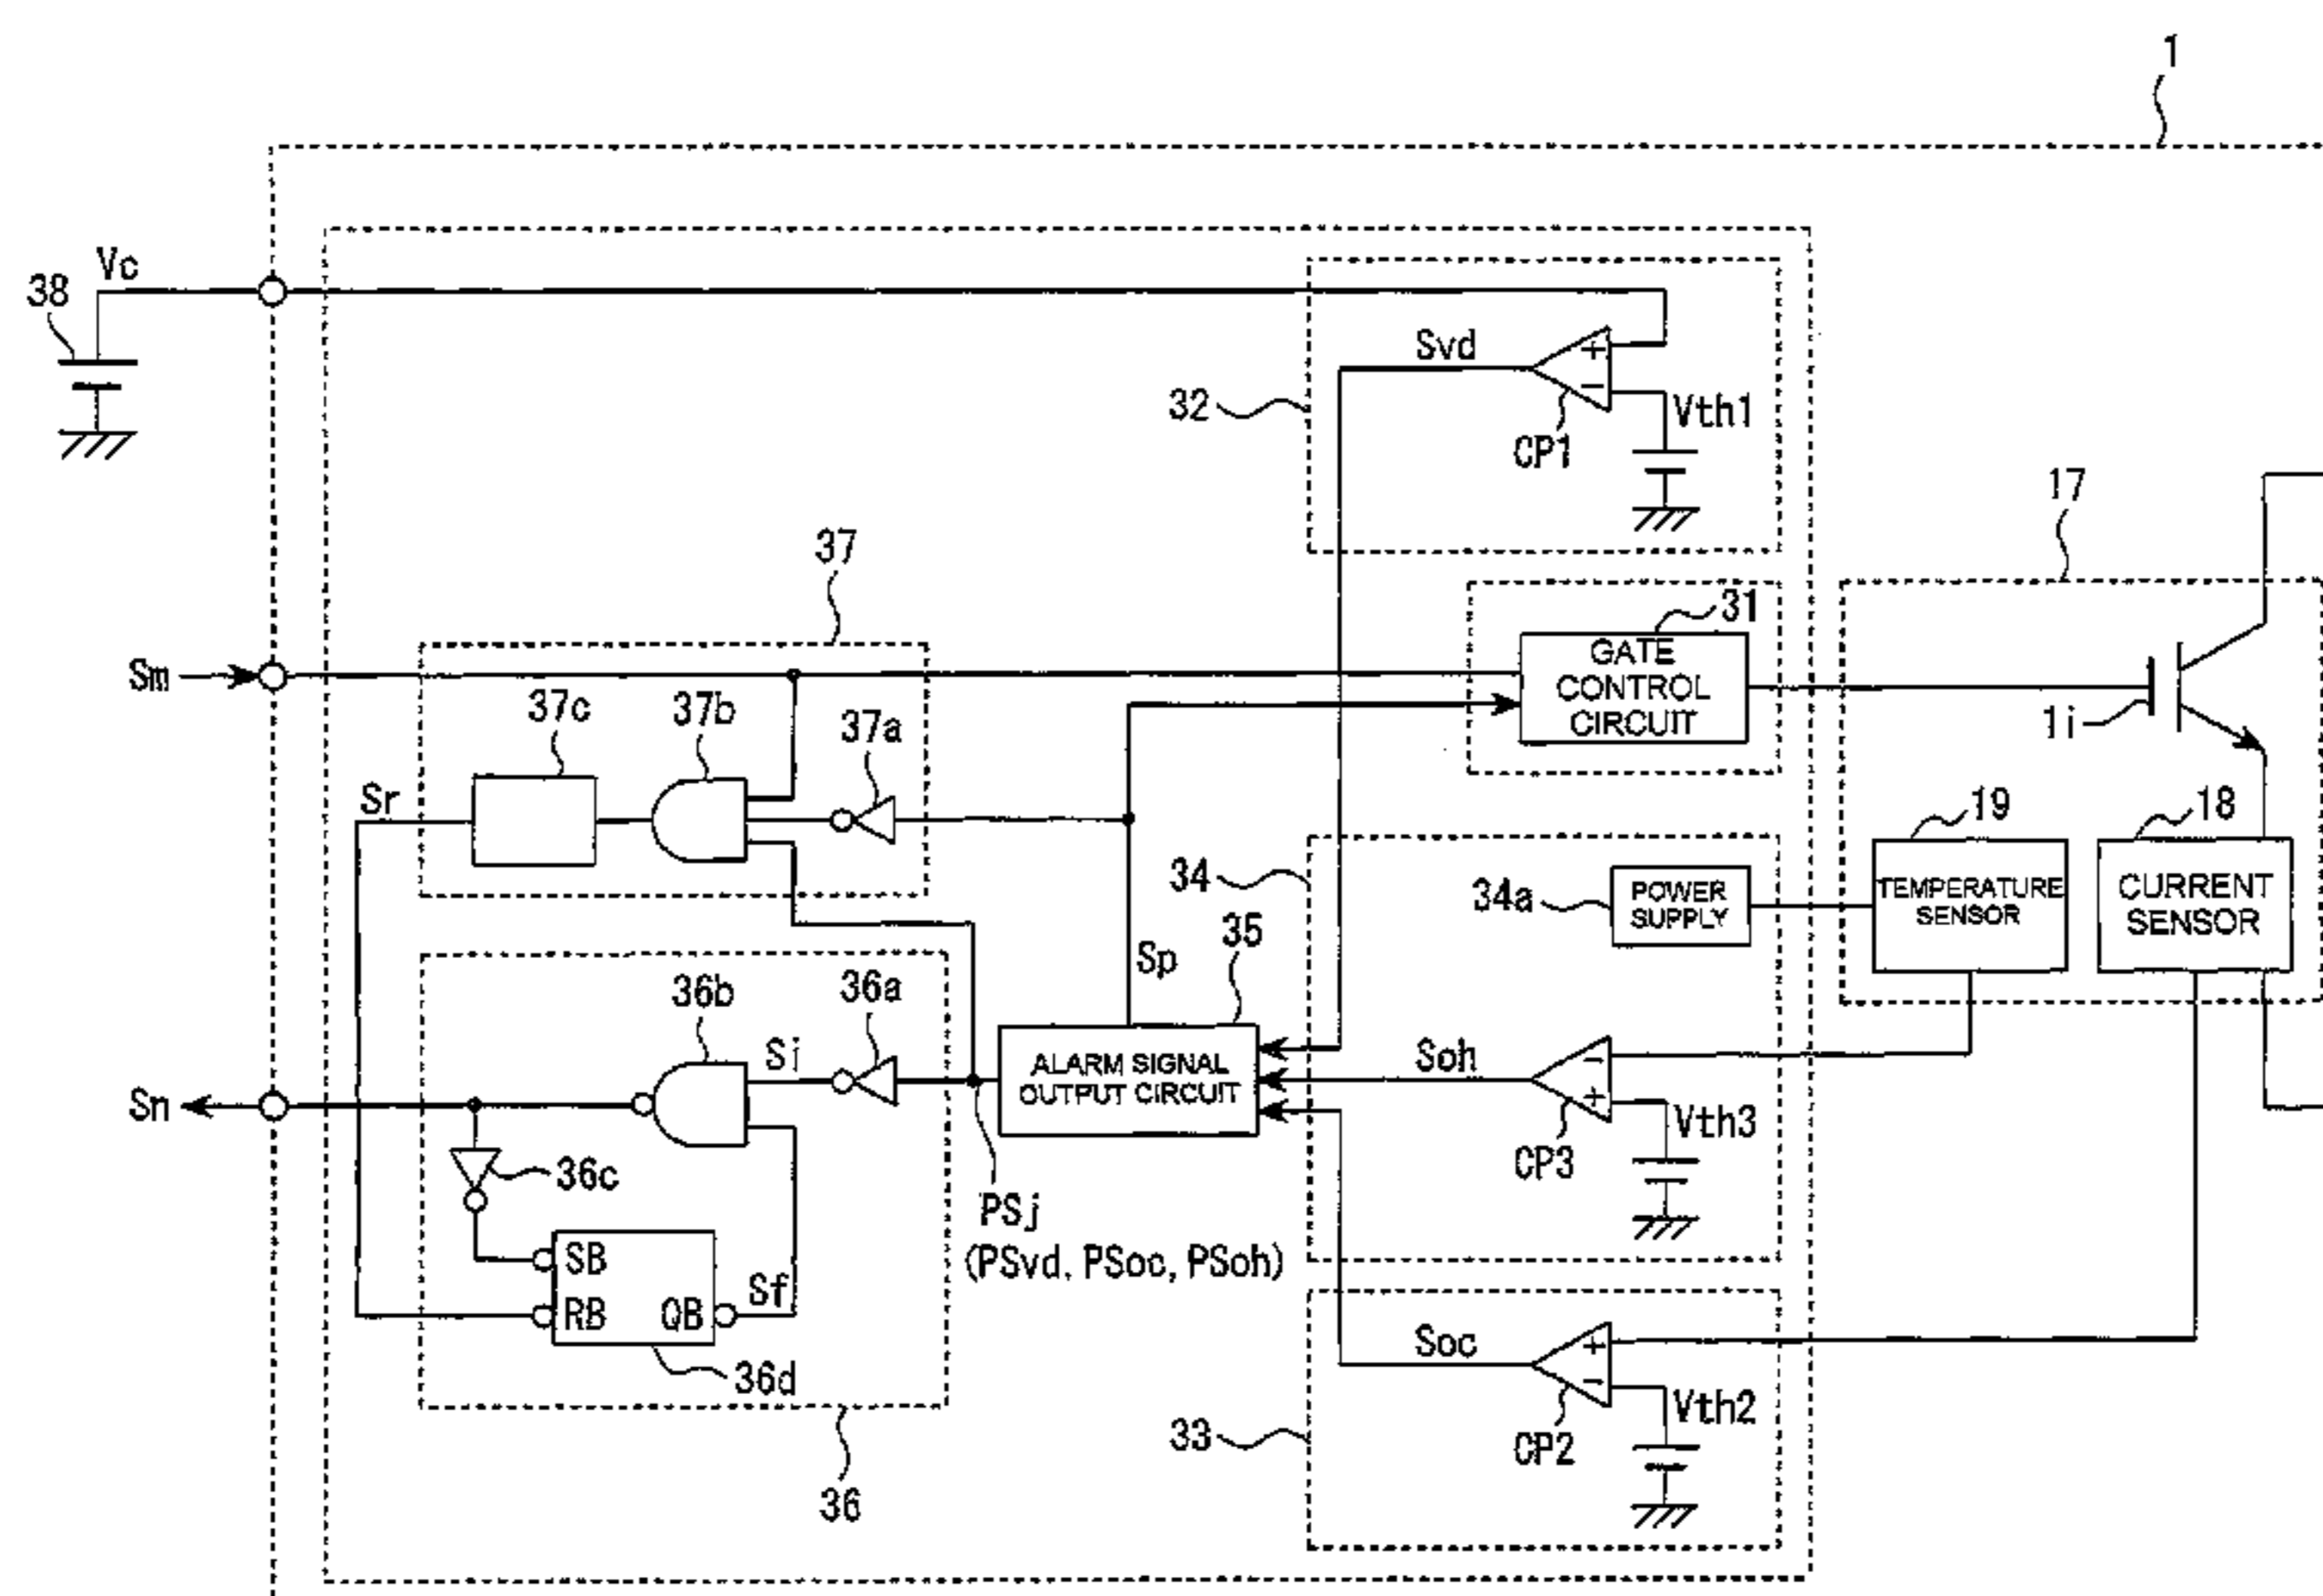 1
Vc
38
Svd
+
−
32
Vth1
CP1
17
37
31
Sm
GATE
CONTROL
CIRCUIT
37c
37b
37a
1i
Sr
19
18
34
34a
POWER
SUPPLY
TEMPERATURE
SENSOR
CURRENT
SENSOR
35
Sp
36b
36a
Sj
ALARM SIGNAL
OUTPUT CIRCUIT
Soh
−
+
Sn
Vth3
36c
CP3
PSj
(PSvd, PSoc, PSoh)
SB
Sf
RB
QB
Soc
+
−
36d
Vth2
33
CP2
36